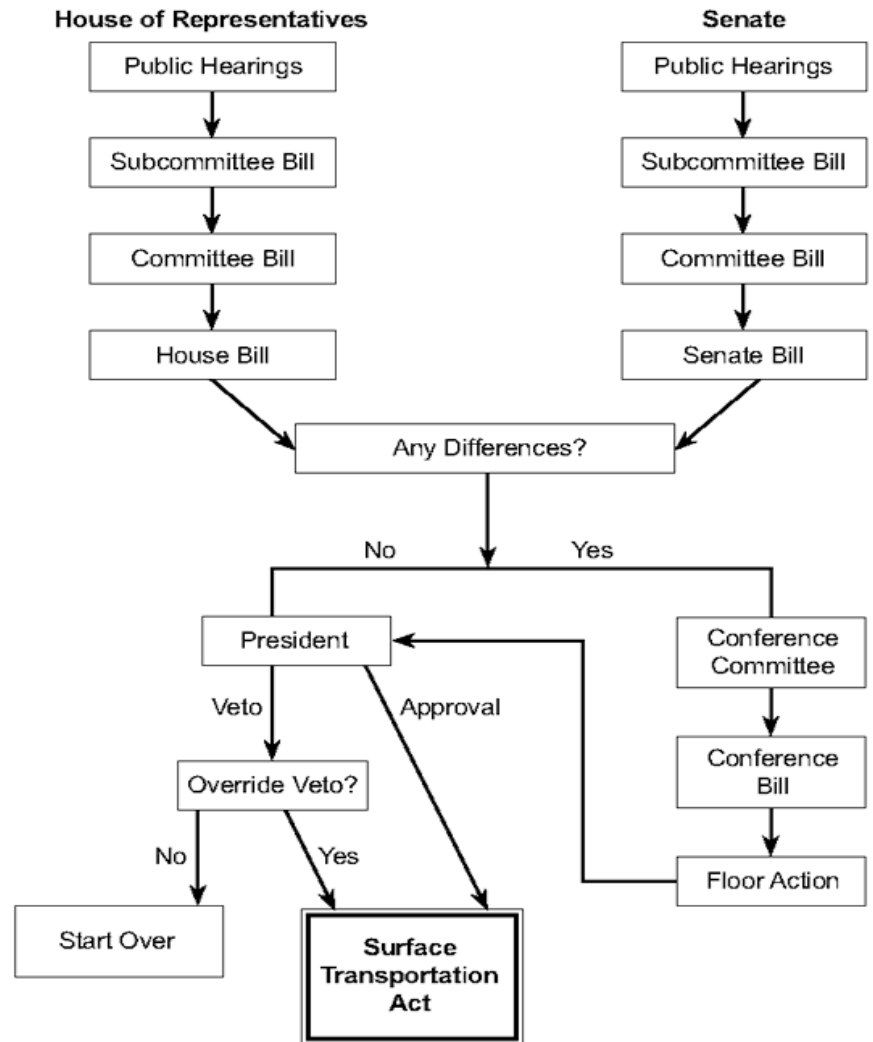 House of Representatives
Senate
Public Hearings
Public Hearings
Subcommittee Bill
Subcommittee Bill
Committee Bill
Committee Bill
House Bill
Senate Bill
Any Differences?
No
Yes
President
Conference
Committee
Veto
Approval
Conference
Bill
Override Veto?
No
Yes
Floor Action
Start Over
Surface
Transportation
Act